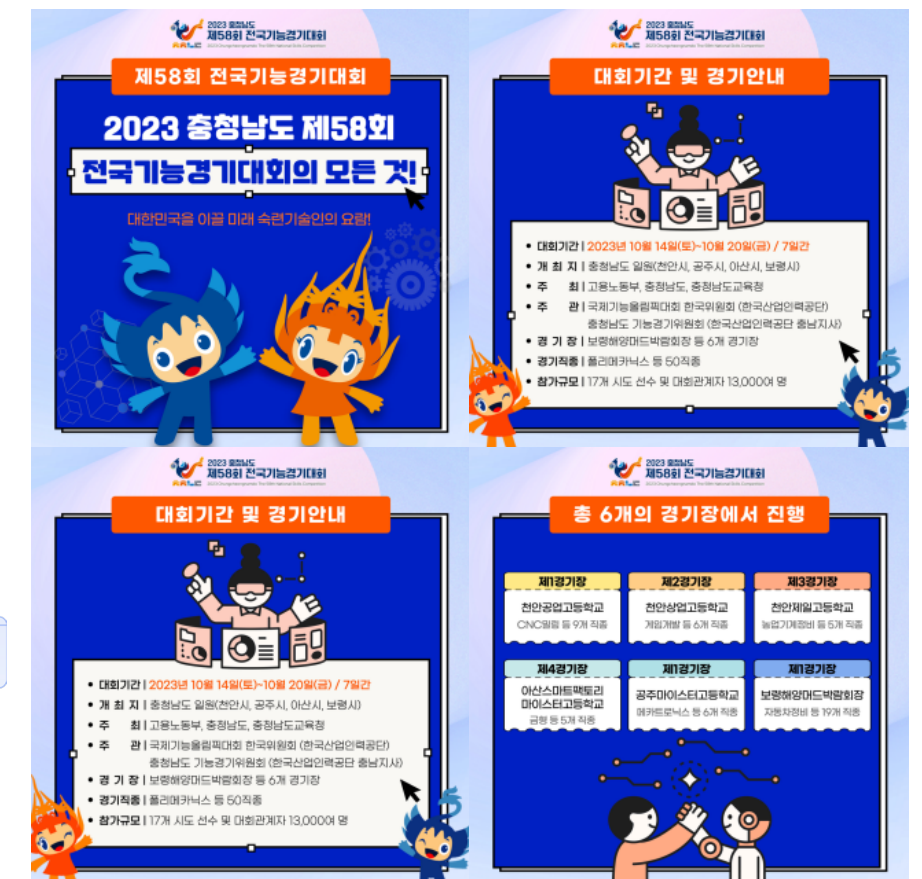 2023 충청남도
제58회 전국기능경기대회
제58회 전국기능경기대회
2023 충청남도 제58회
전국기능경기대회의 모든 것!
대한민국을 이끌 미래 숙련기술인의 요람!
2023 충청남도
제58회 전국기능경기대회
대회기간 및 경기안내
• 대회기간 | 2023년 10월 14일(토)~10월 20일(금) / 7일간
• 개 최 지 | 충청남도 일원(천안시, 공주시, 아산시, 보령시)
• 주 최 | 고용노동부, 충청남도, 충청남도교육청
• 주 관 | 국제기능올림픽대회 한국위원회 (한국산업인력공단)
충청남도 기능경기위원회 (한국산업인력공단 충남지사)
• 경 기 장 | 보령해양머드박람회장 등 6개 경기장
• 경기직종 | 폴리메카닉스 등 50직종
• 참가규모 | 17개 시도 선수 및 대회관계자 13,000여 명
2023 충청남도
제58회 전국기능경기대회
대회기간 및 경기안내
• 대회기간 | 2023년 10월 14일(토)~10월 20일(금) / 7일간
• 개 최 지 | 충청남도 일원(천안시, 공주시, 아산시, 보령시)
• 주 최 | 고용노동부, 충청남도, 충청남도교육청
• 주 관 | 국제기능올림픽대회 한국위원회 (한국산업인력공단)
충청남도 기능경기위원회 (한국산업인력공단 충남지사)
• 경 기 장 | 보령해양머드박람회장 등 6개 경기장
• 경기직종 | 폴리메카닉스 등 50직종
• 참가규모 | 17개 시도 선수 및 대회관계자 13,000여 명
2023 충청남도
제58회 전국기능경기대회
총 6개의 경기장에서 진행
제1경기장
천안공업고등학교
CNC밀링 등 9개 직종
제2경기장
천안상업고등학교
게임개발 등 6개 직종
제3경기장
천안제일고등학교
농업기계정비 등 5개 직종
제4경기장
아산스마트팩토리
마이스터고등학교
금형 등 5개 직종
제1경기장
공주마이스터고등학교
메카트로닉스 등 6개 직종
제1경기장
보령해양머드박람회장
자동차정비 등 19개 직종